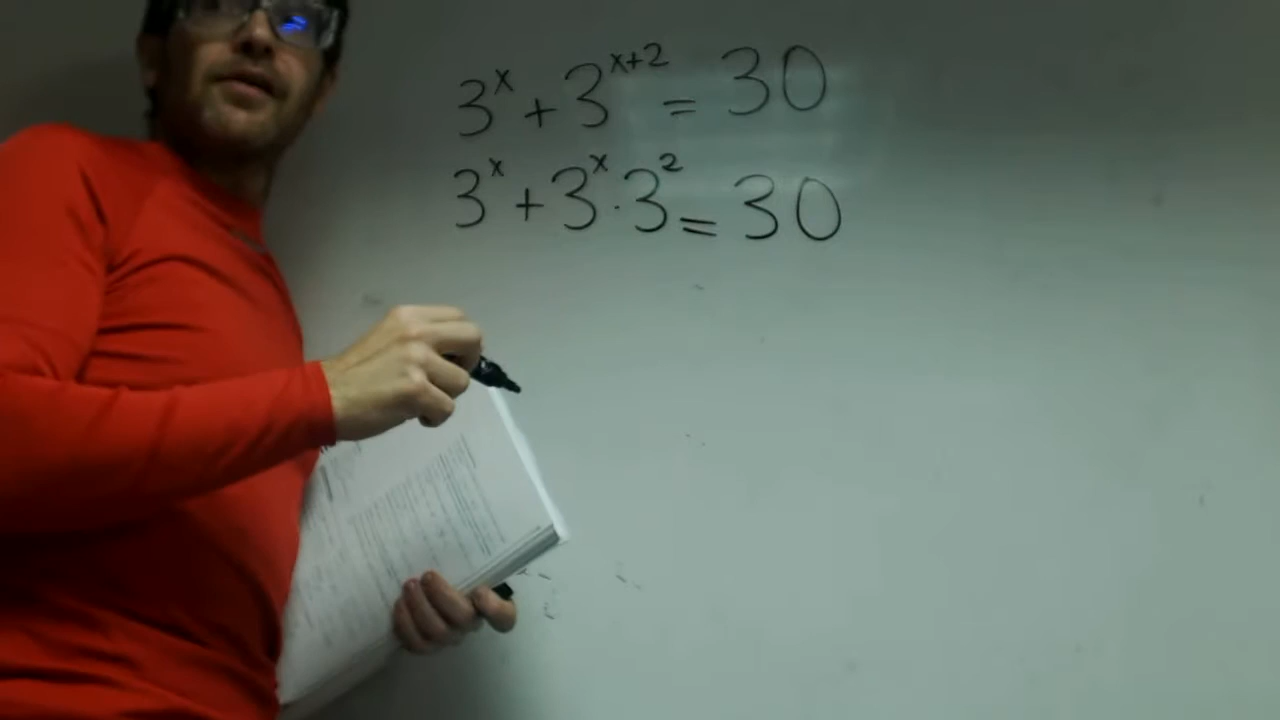 3^x + 3^{x+2} = 30
3^x + 3^x · 3^2 = 30